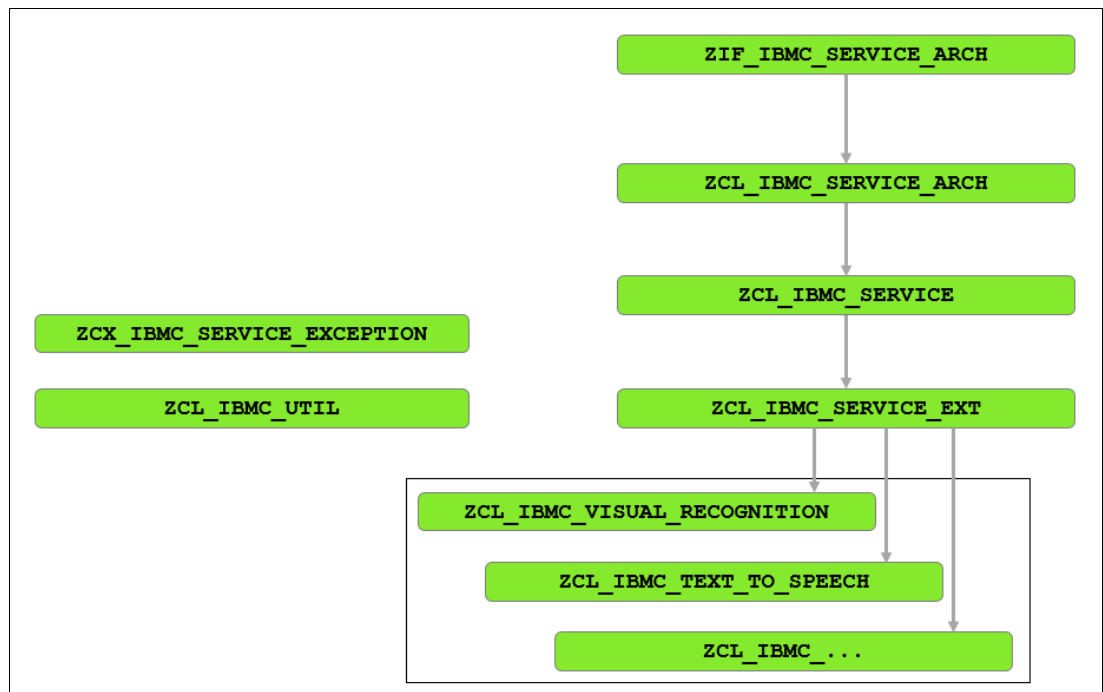 ZIF_IBMC_SERVICE_ARCH
ZCL_IBMC_SERVICE_ARCH
ZCL_IBMC_SERVICE
ZCX_IBMC_SERVICE_EXCEPTION
ZCL_IBMC_UTIL
ZCL_IBMC_SERVICE_EXT
ZCL_IBMC_VISUAL_RECOGNITION
ZCL_IBMC_TEXT_TO_SPEECH
ZCL_IBMC_...